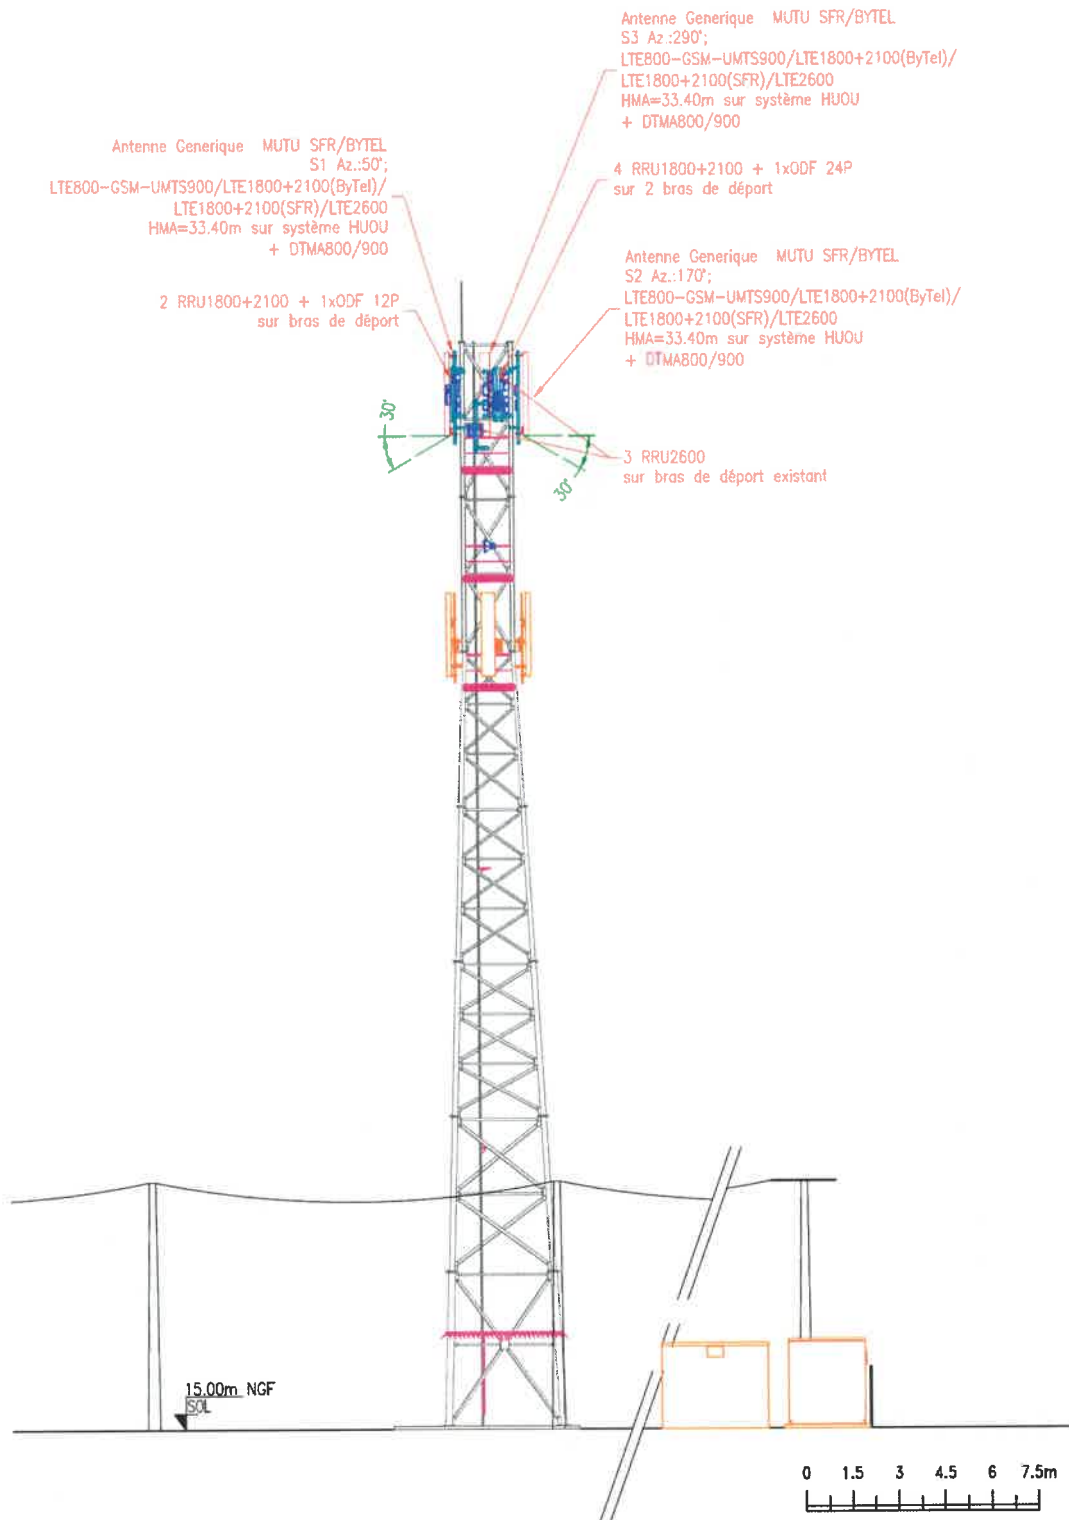 Antenne Generique MUTU SFR/BYTEL
S3 Az.:290°;
LTE800-GSM-UMTS900/LTE1800+2100(ByTel)/
LTE1800+2100(SFR)/LTE2600
HMA=33.40m sur système HUOU
+ DTMA800/900
Antenne Generique MUTU SFR/BYTEL
S1 Az.:50°;
LTE800-GSM-UMTS900/LTE1800+2100(ByTel)/
LTE1800+2100(SFR)/LTE2600
HMA=33.40m sur système HUOU
+ DTMA800/900
4 RRU1800+2100 + 1xODF 24P
sur 2 bras de départ
2 RRU1800+2100 + 1xODF 12P
sur bras de départ
Antenne Generique MUTU SFR/BYTEL
S2 Az.:170°;
LTE800-GSM-UMTS900/LTE1800+2100(ByTel)/
LTE1800+2100(SFR)/LTE2600
HMA=33.40m sur système HUOU
+ DTMA800/900
30°
30°
3 RRU2600
sur bras de départ existant
15.00m NGF
SOL
0 1.5 3 4.5 6 7.5m